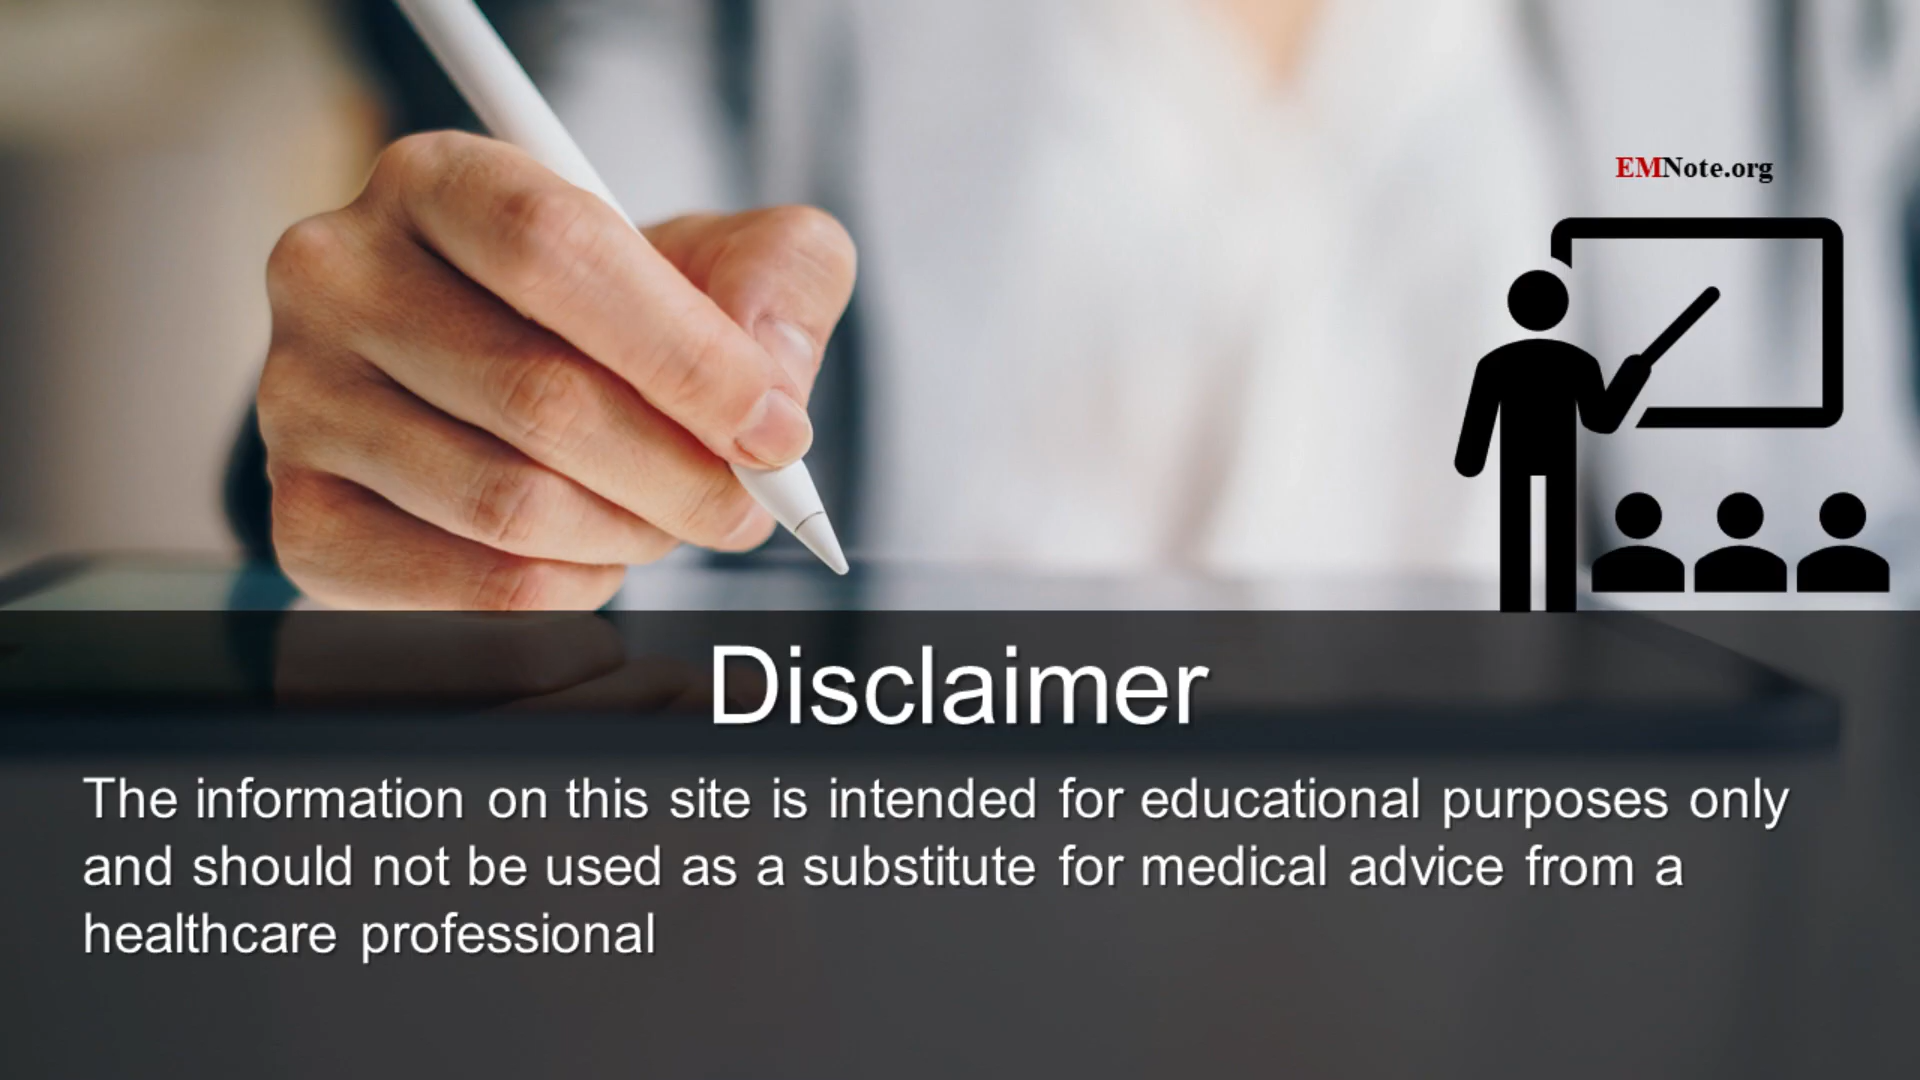 EMNote.org
Disclaimer
The information on this site is intended for educational purposes only
and should not be used as a substitute for medical advice from a
healthcare professional